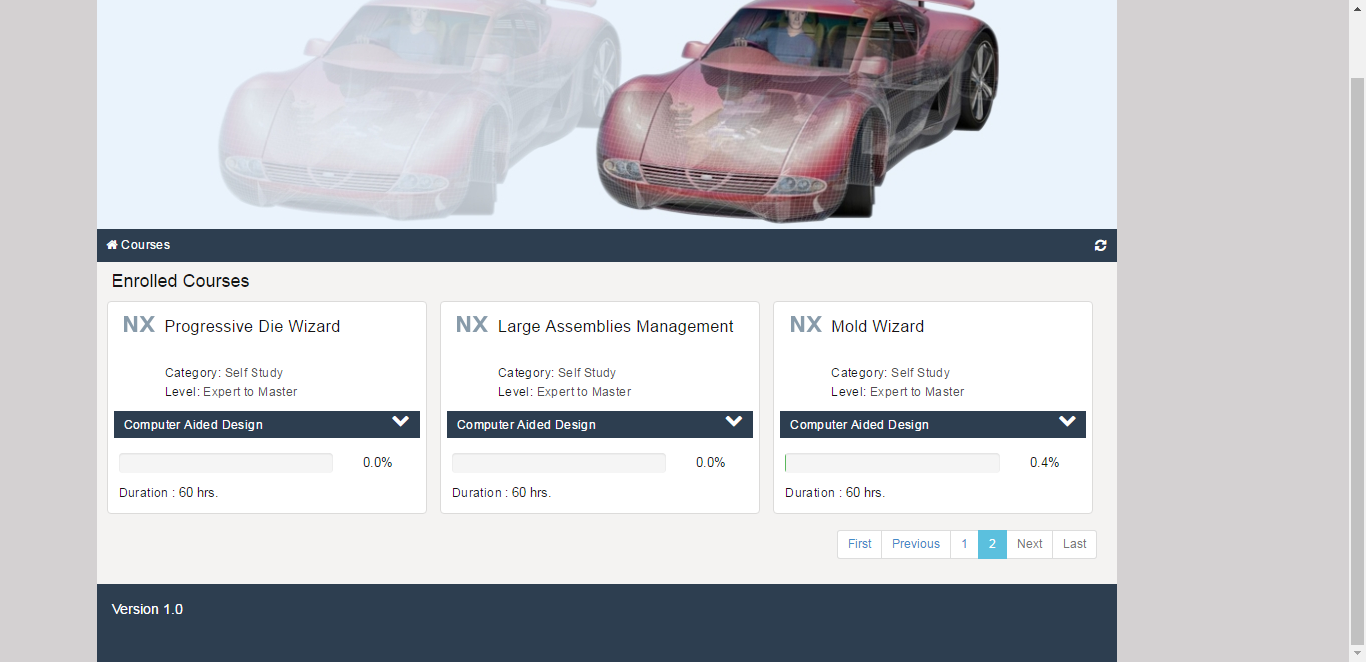 Courses
Enrolled Courses
NX Progressive Die Wizard
Category: Self Study
Level: Expert to Master
Computer Aided Design
0.0%
Duration : 60 hrs.
NX Large Assemblies Management
Category: Self Study
Level: Expert to Master
Computer Aided Design
0.0%
Duration : 60 hrs.
NX Mold Wizard
Category: Self Study
Level: Expert to Master
Computer Aided Design
0.4%
Duration : 60 hrs.
First Previous 1 2 Next Last
Version 1.0